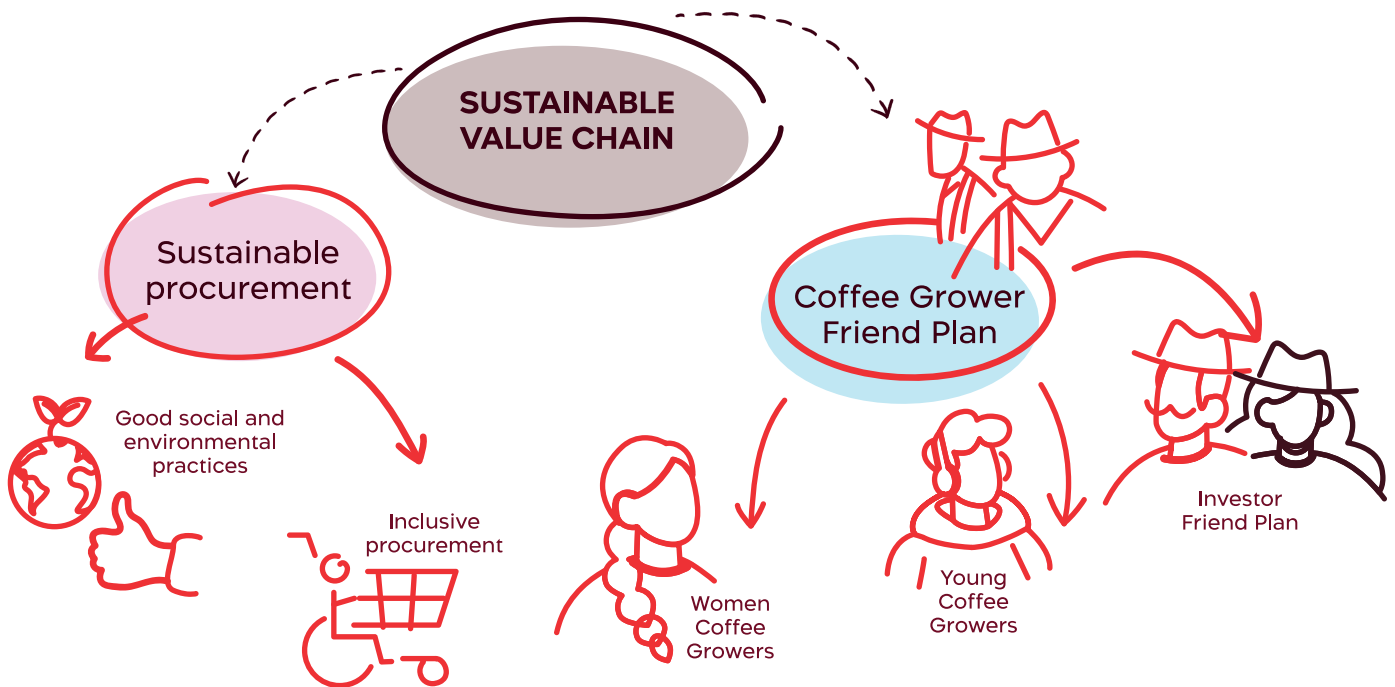 SUSTAINABLE
VALUE CHAIN
Sustainable
procurement
Coffee Grower
Friend Plan
Good social and
environmental
practices
Inclusive
procurement
Women
Coffee
Growers
Young
Coffee
Growers
Investor
Friend Plan